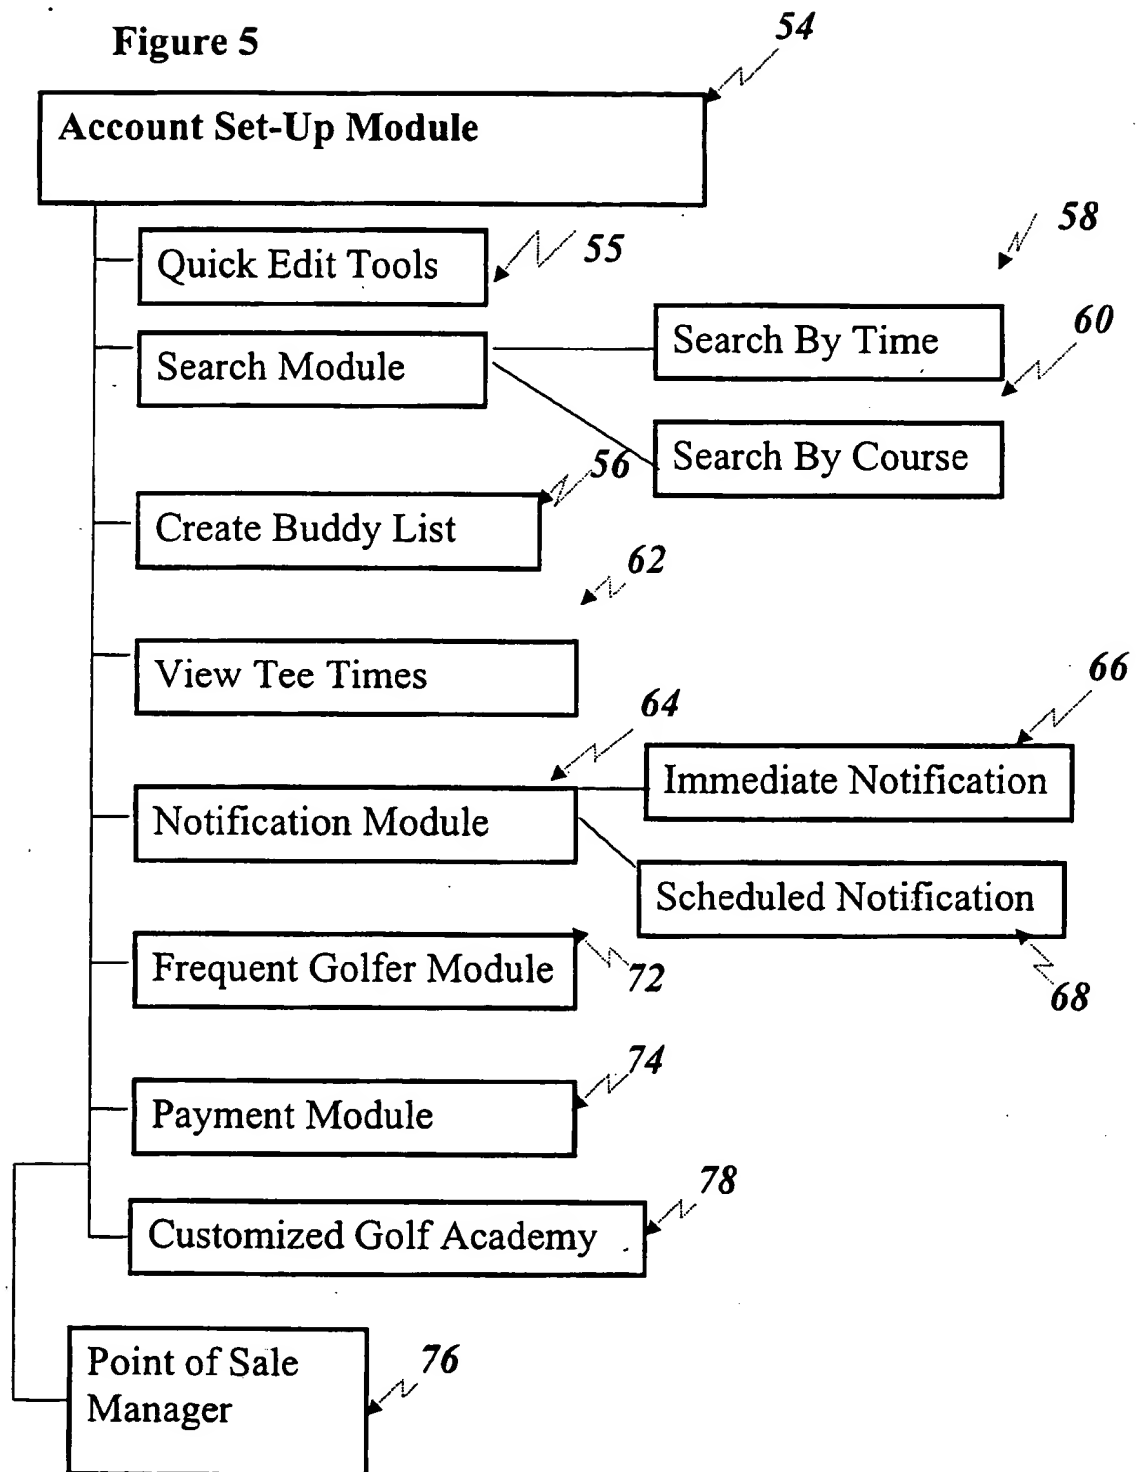 Figure 5
54
Account Set-Up Module
58
Quick Edit Tools
55
60
Search By Time
Search Module
Search By Course
56
Create Buddy List
62
View Tee Times
66
64
Immediate Notification
Notification Module
Scheduled Notification
Frequent Golfer Module
72
68
74
Payment Module
78
Customized Golf Academy
Point of Sale
Manager
76